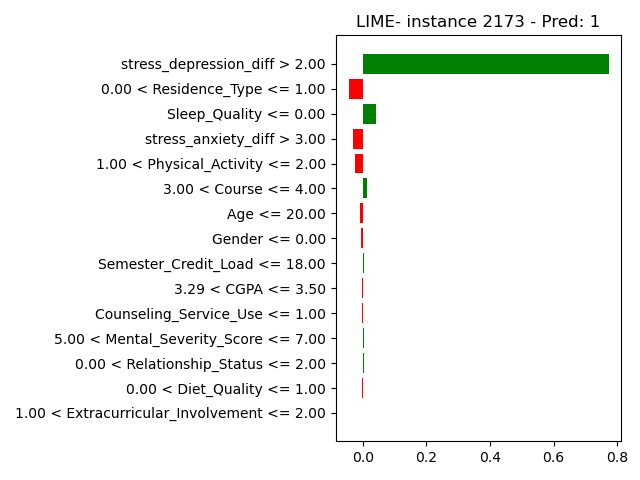 LIME- instance 2173 - Pred: 1
stress_depression_diff > 2.00
0.00 < Residence_Type <= 1.00
Sleep_Quality <= 0.00
stress_anxiety_diff > 3.00
1.00 < Physical_Activity <= 2.00
3.00 < Course <= 4.00
Age <= 20.00
Gender <= 0.00
Semester_Credit_Load <= 18.00
3.29 < CGPA <= 3.50
Counseling_Service_Use <= 1.00
5.00 < Mental_Severity_Score <= 7.00
0.00 < Relationship_Status <= 2.00
0.00 < Diet_Quality <= 1.00
1.00 < Extracurricular_Involvement <= 2.00
0.0 0.2 0.4 0.6 0.8